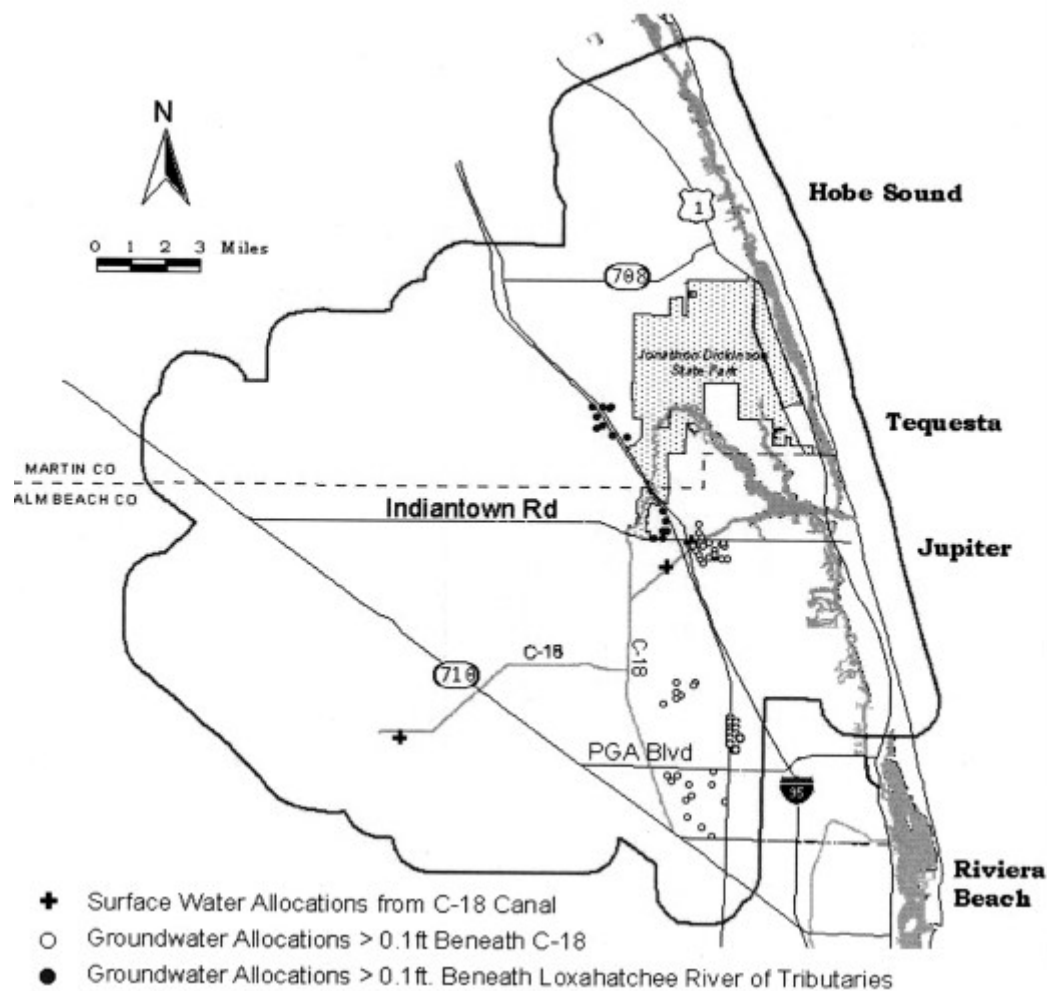 N
Hobe Sound
1
0 1 2 3 Miles
708
Jonathon Dickinson
State Park
Tequesta
MARTIN CO
ALM BEACH CO
Indiantown Rd
Jupiter
C-18
C-18
710
PGA Blvd
95
Riviera
Beach
Surface Water Allocations from C-18 Canal
Groundwater Allocations > 0.1ft Beneath C-18
Groundwater Allocations > 0.1ft. Beneath Loxahatchee River of Tributaries